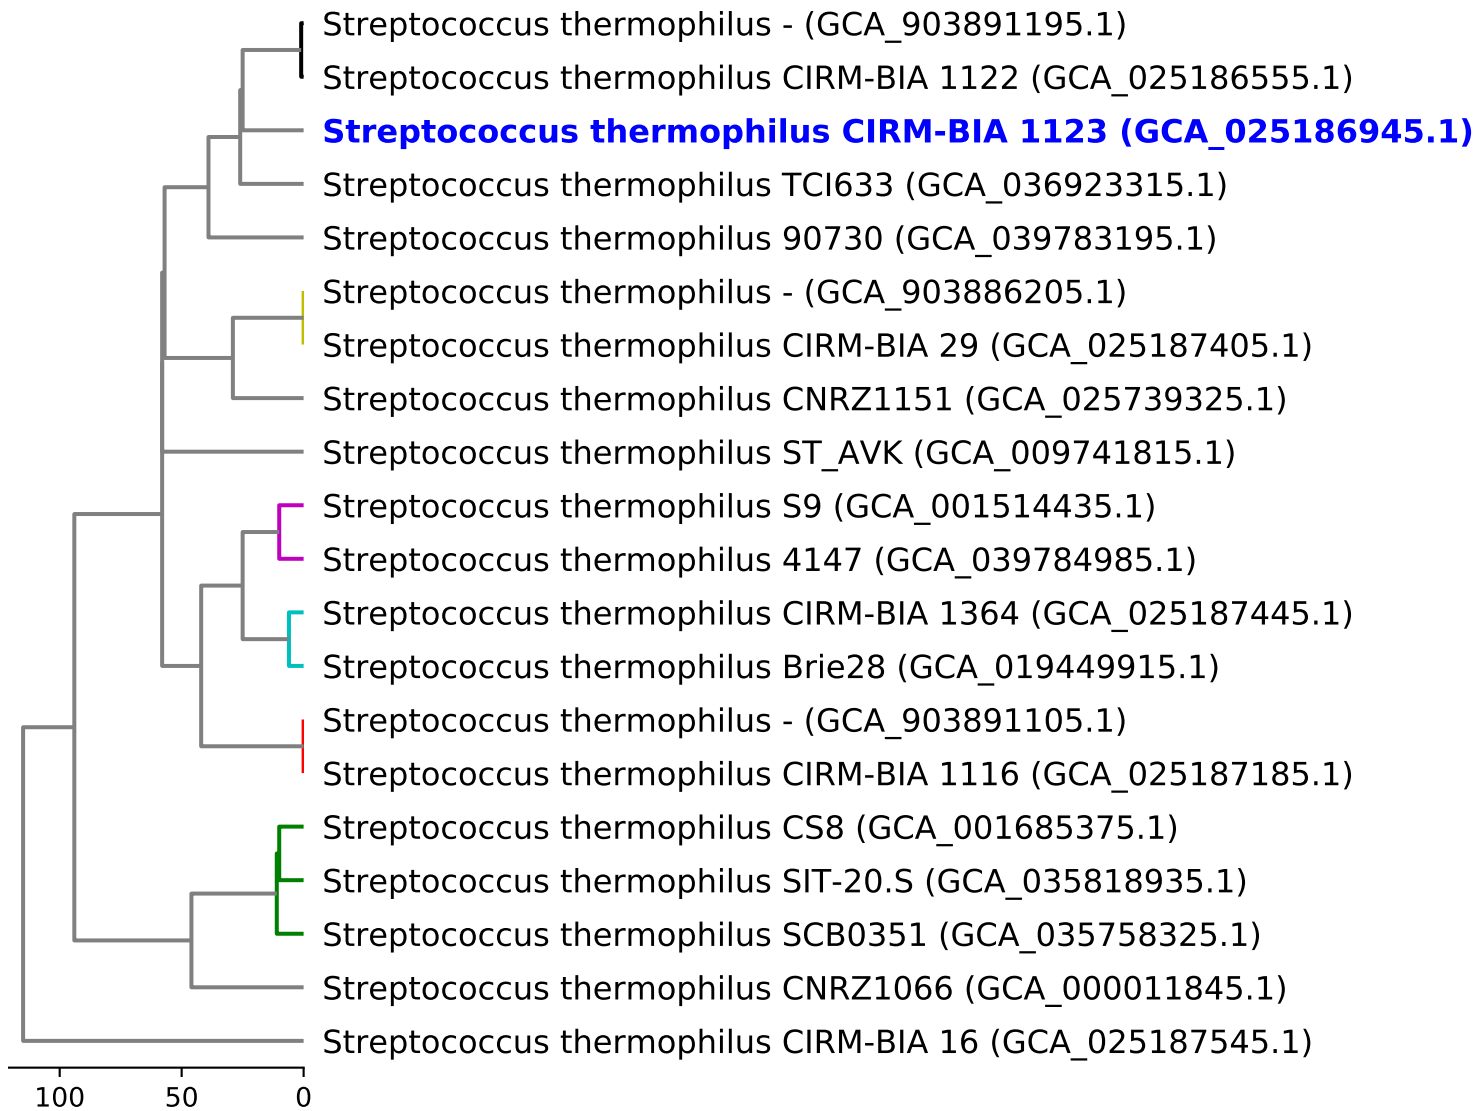 Streptococcus thermophilus - (GCA_903891195.1)
Streptococcus thermophilus CIRM-BIA 1122 (GCA_025186555.1)
Streptococcus thermophilus CIRM-BIA 1123 (GCA_025186945.1)
Streptococcus thermophilus TCI633 (GCA_036923315.1)
Streptococcus thermophilus 90730 (GCA_039783195.1)
Streptococcus thermophilus - (GCA_903886205.1)
Streptococcus thermophilus CIRM-BIA 29 (GCA_025187405.1)
Streptococcus thermophilus CNRZ1151 (GCA_025739325.1)
Streptococcus thermophilus ST_AVK (GCA_009741815.1)
Streptococcus thermophilus S9 (GCA_001514435.1)
Streptococcus thermophilus 4147 (GCA_039784985.1)
Streptococcus thermophilus CIRM-BIA 1364 (GCA_025187445.1)
Streptococcus thermophilus Brie28 (GCA_019449915.1)
Streptococcus thermophilus - (GCA_903891105.1)
Streptococcus thermophilus CIRM-BIA 1116 (GCA_025187185.1)
Streptococcus thermophilus CS8 (GCA_001685375.1)
Streptococcus thermophilus SIT-20.S (GCA_035818935.1)
Streptococcus thermophilus SCB0351 (GCA_035758325.1)
Streptococcus thermophilus CNRZ1066 (GCA_000011845.1)
Streptococcus thermophilus CIRM-BIA 16 (GCA_025187545.1)
100 50 0